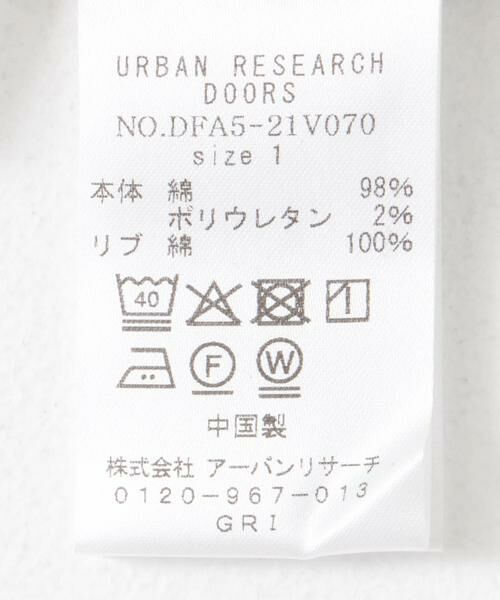 URBAN RESEARCH
DOORS
NO.DFA5-21V070
size 1
本体 綿 98%
ポリウレタン 2%
リブ 綿 100%
40
F W
中国製
株式会社 アーバンリサーチ
0120-967-013
GRI